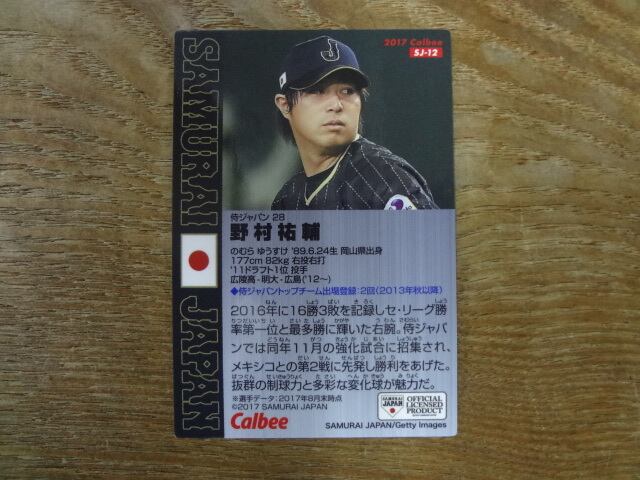 SAMURAI JAPAN
2017 Calbee
SJ-12
J
侍ジャパン 28
野村祐輔
のむら ゆうすけ '89.6.24生 岡山県出身
177cm 82kg 右投右打
'11ドラフト1位 投手
広陵高-明大-広島('12~)
◆侍ジャパントップチーム出場登録:2回(2013年秋以降)
2016年に16勝3敗を記録しセ・リーグ勝
率第一位と最多勝に輝いた右腕。侍ジャパ
ンでは同年11月の強化試合に招集され、
メキシコとの第2戦に先発し勝利をあげた。
抜群の制球力と多彩な変化球が魅力だ。
※選手データ:2017年8月末時点
©2017 SAMURAI JAPAN
SAMURAI
JAPAN
OFFICIAL
LICENSED
PRODUCT
Calbee
SAMURAI JAPAN/Getty Images